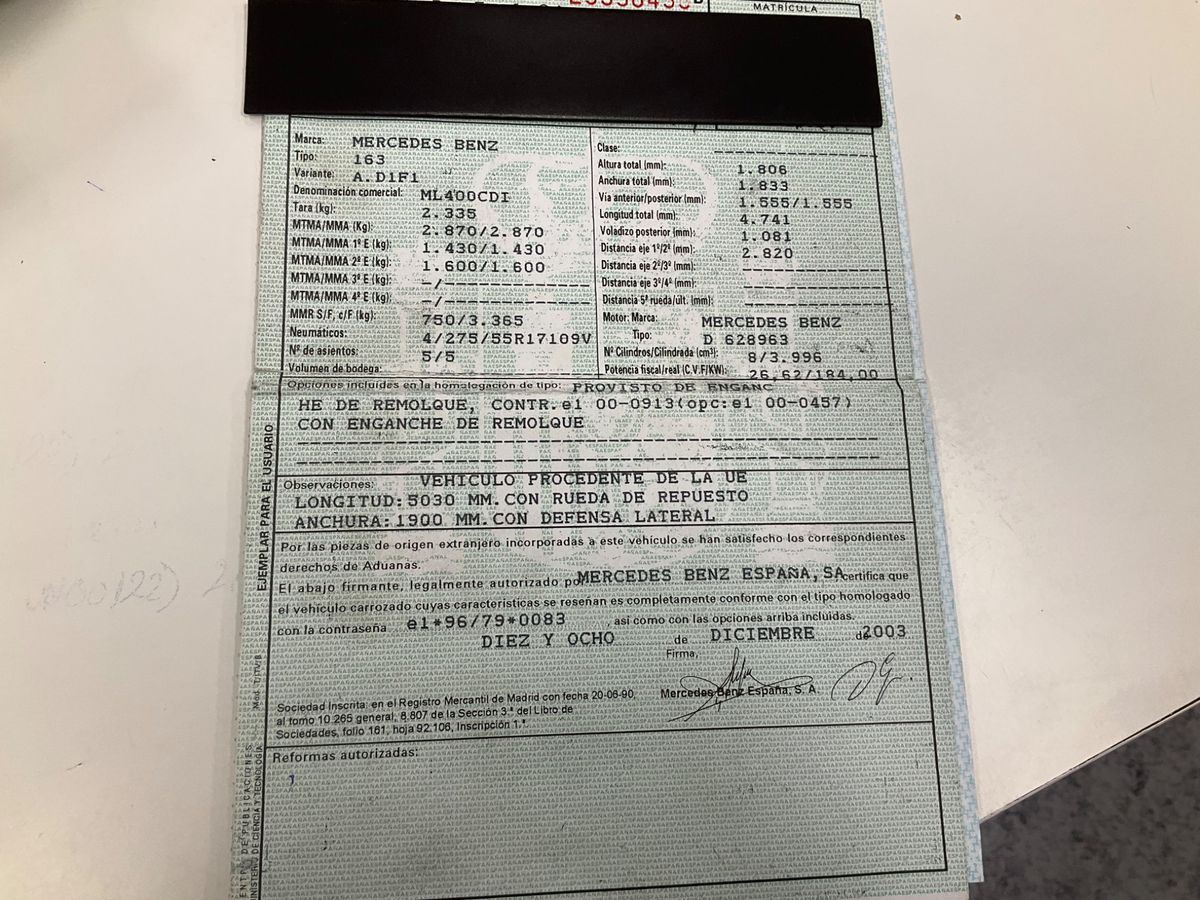 MATRÍCULA
Marca: MERCEDES BENZ
Tipo: 163
Variante: A.D1F1
Denominación comercial: ML400CDI
Tara (kg): 2.335
MTMA/MMA (Kg): 2.870/2.870
MTMA/MMA 1º E (kg): 1.430/1.430
MTMA/MMA 2º E (kg): 1.600/1.600
MTMA/MMA 3º E (kg): -/----------------
MTMA/MMA 4º E (kg): -/----------------
MMR S/F, c/F (kg): 750/3.365
Neumáticos: 4/275/55R17109V
Nº de asientos: 5/5
Volumen de bodega:
Clase: ----------------
Altura total (mm): 1.806
Anchura total (mm): 1.833
Via anterior/posterior (mm): 1.555/1.555
Longitud total (mm): 4.741
Voladizo posterior (mm): 1.081
Distancia eje 1º/2º (mm): 2.820
Distancia eje 2º/3º (mm): ----------------
Distancia eje 3º/4º (mm): ----------------
Distancia 5ª rueda/últ. (mm): ----------------
Motor: Marca: MERCEDES BENZ
Tipo: D 628963
Nº Cilindros/Cilindrada (cm³): 8/3.996
Potencia fiscal/real (C.V.F/KW): 26,62/184,00
Opciones incluidas en la homologación de tipo: PROVISTO DE ENGANC
HE DE REMOLQUE, CONTR.e1 00-0913(opc:e1 00-0457)
CON ENGANCHE DE REMOLQUE
Observaciones: VEHICULO PROCEDENTE DE LA UE
LONGITUD:5030 MM.CON RUEDA DE REPUESTO
ANCHURA:1900 MM.CON DEFENSA LATERAL
Por las piezas de origen extranjero incorporadas a este vehículo se han satisfecho los correspondientes
derechos de Aduanas.
El abajo firmante, legalmente autorizado por MERCEDES BENZ ESPAÑA,SA certifica que
el vehículo carrozado cuyas características se reseñan es completamente conforme con el tipo homologado
con la contraseña e1*96/79*0083 así como con las opciones arriba incluidas.
DIEZ Y OCHO de DICIEMBRE de 2003
Firma,
Mercedes Benz España, S. A.
Sociedad Inscrita: en el Registro Mercantil de Madrid con fecha 20-06-90,
al tomo 10.265 general, 8.807 de la Sección 3.ª del Libro de
Sociedades, folio 161, hoja 92.106, Inscripción 1.ª
Reformas autorizadas:
EJEMPLAR PARA EL USUARIO